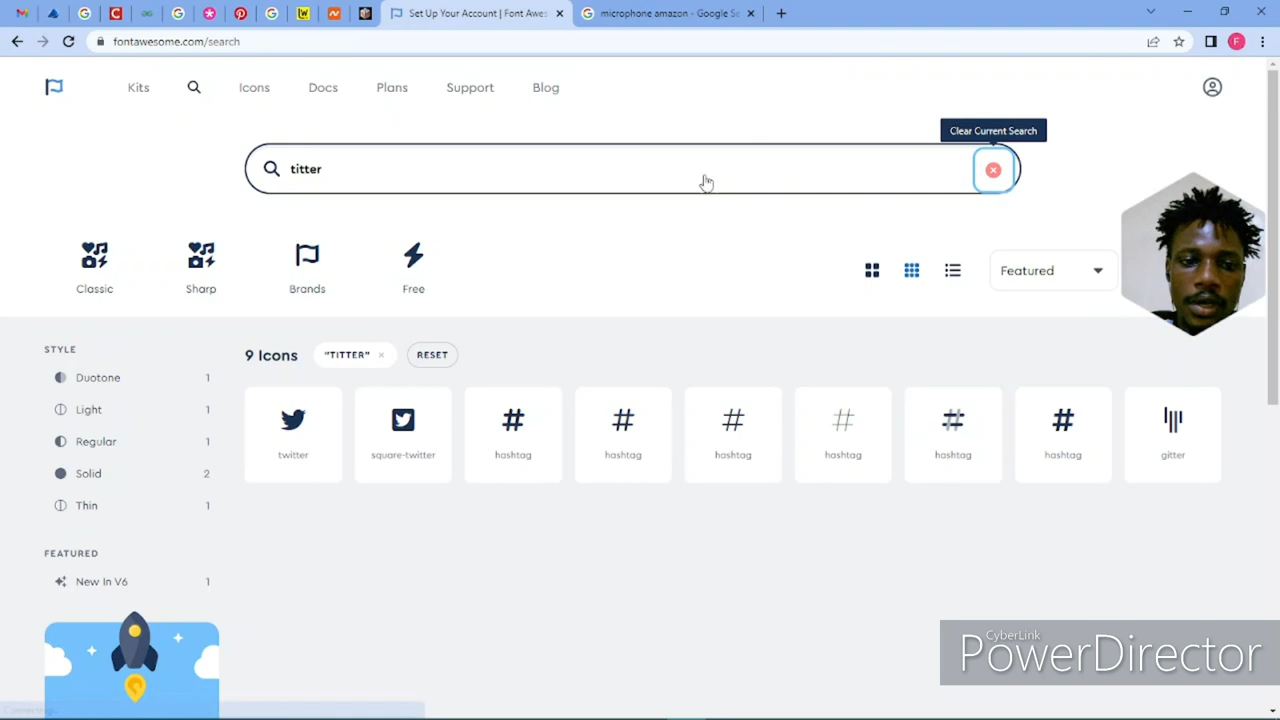 Set Up Your Account | Font Awes
microphone amazon - Google Se
fontawesome.com/search
F
Kits
Icons
Docs
Plans
Support
Blog
Clear Current Search
titter
Classic
Sharp
Brands
Free
Featured
STYLE
Duotone 1
Light 1
Regular 1
Solid 2
Thin 1
FEATURED
New In V6 1
9 Icons
"TITTER" ×
RESET
twitter
square-twitter
hashtag
hashtag
hashtag
hashtag
hashtag
hashtag
gitter
Connecting...
CyberLink
PowerDirector